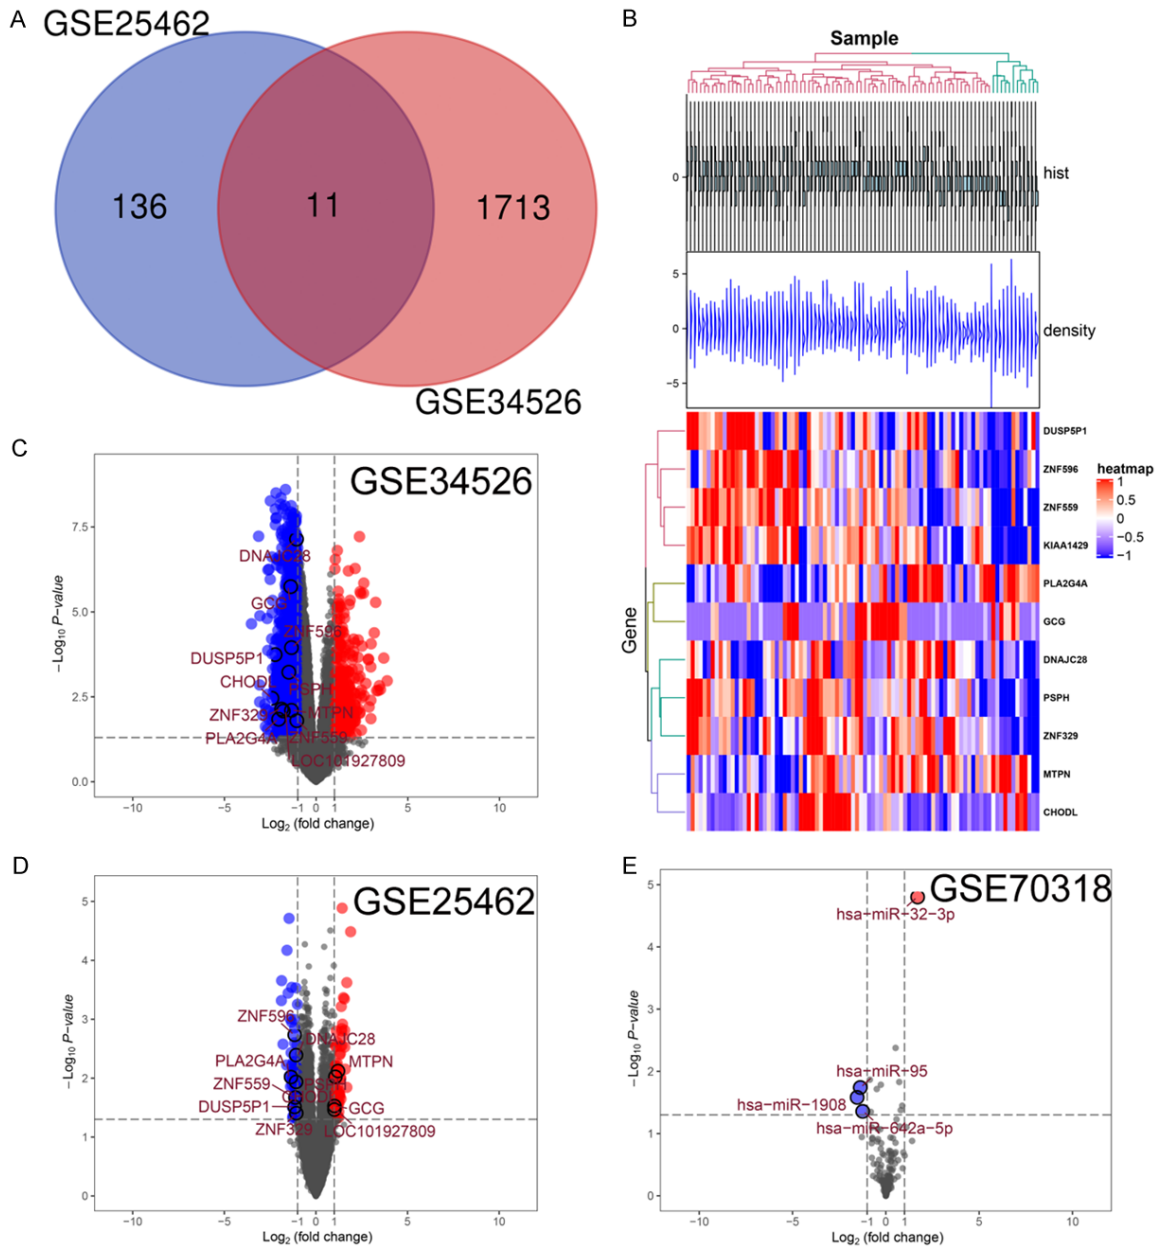 A
GSE25462
136
11
1713
GSE34526
B
Sample
0
hist
5
0
−5
density
Gene
DUSP5P1
ZNF596
ZNF559
KIAA1429
PLA2G4A
GCG
DNAJC28
PSPH
ZNF329
MTPN
CHODL
heatmap
1
0.5
0
−0.5
−1
C
GSE34526
−Log10 P−value
7.5
5.0
2.5
0.0
DNAJC28
GCG
ZNF596
DUSP5P1
CHODL
PSPH
ZNF329
MTPN
PLA2G4A
ZNF559
LOC101927809
−10
−5
−1
0
1
5
10
Log2 (fold change)
D
GSE25462
−Log10 P−value
5
4
3
2
1
0
ZNF596
DNAJC28
PLA2G4A
MTPN
ZNF559
PSPH
CHODL
DUSP5P1
GCG
ZNF329
LOC101927809
−10
−5
−1
0
1
5
10
Log2 (fold change)
E
GSE70318
−Log10 P−value
5
4
3
2
1
0
hsa−miR−32−3p
hsa−miR−95
hsa−miR−1908
hsa−miR−642a−5p
−10
−5
−1
0
1
5
10
Log2 (fold change)